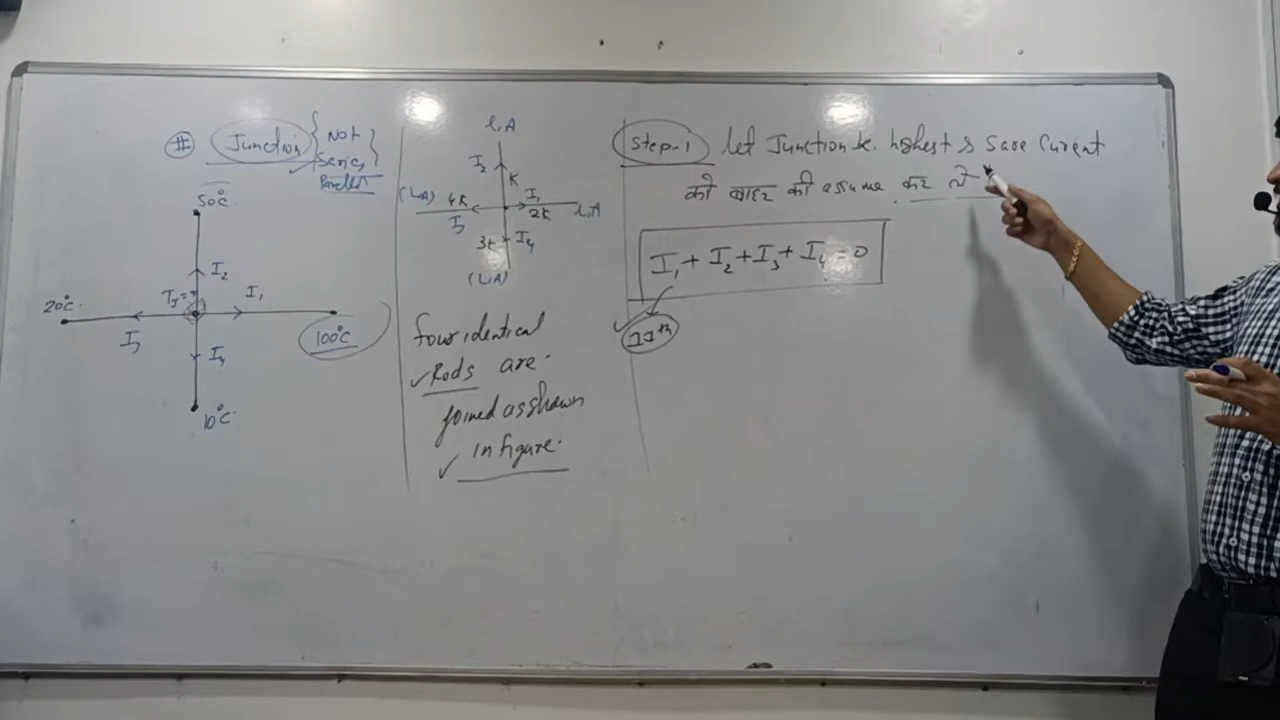 #
Junction
Not
Series
Parallel
50°C
I₂
T_J = ?
I₁
20°C
I₃
100°C
I₄
10°C
l,A
I₂
K
(l,A) 4K
I₁
l,A
I₃
2K
3K
I₄
(l,A)
four identical
Rods are
joined as shown
in figure.
Step-1
Let Junction is highest & save Current
को बाहर की assume कर लो
I₁ + I₂ + I₃ + I₄ = 0